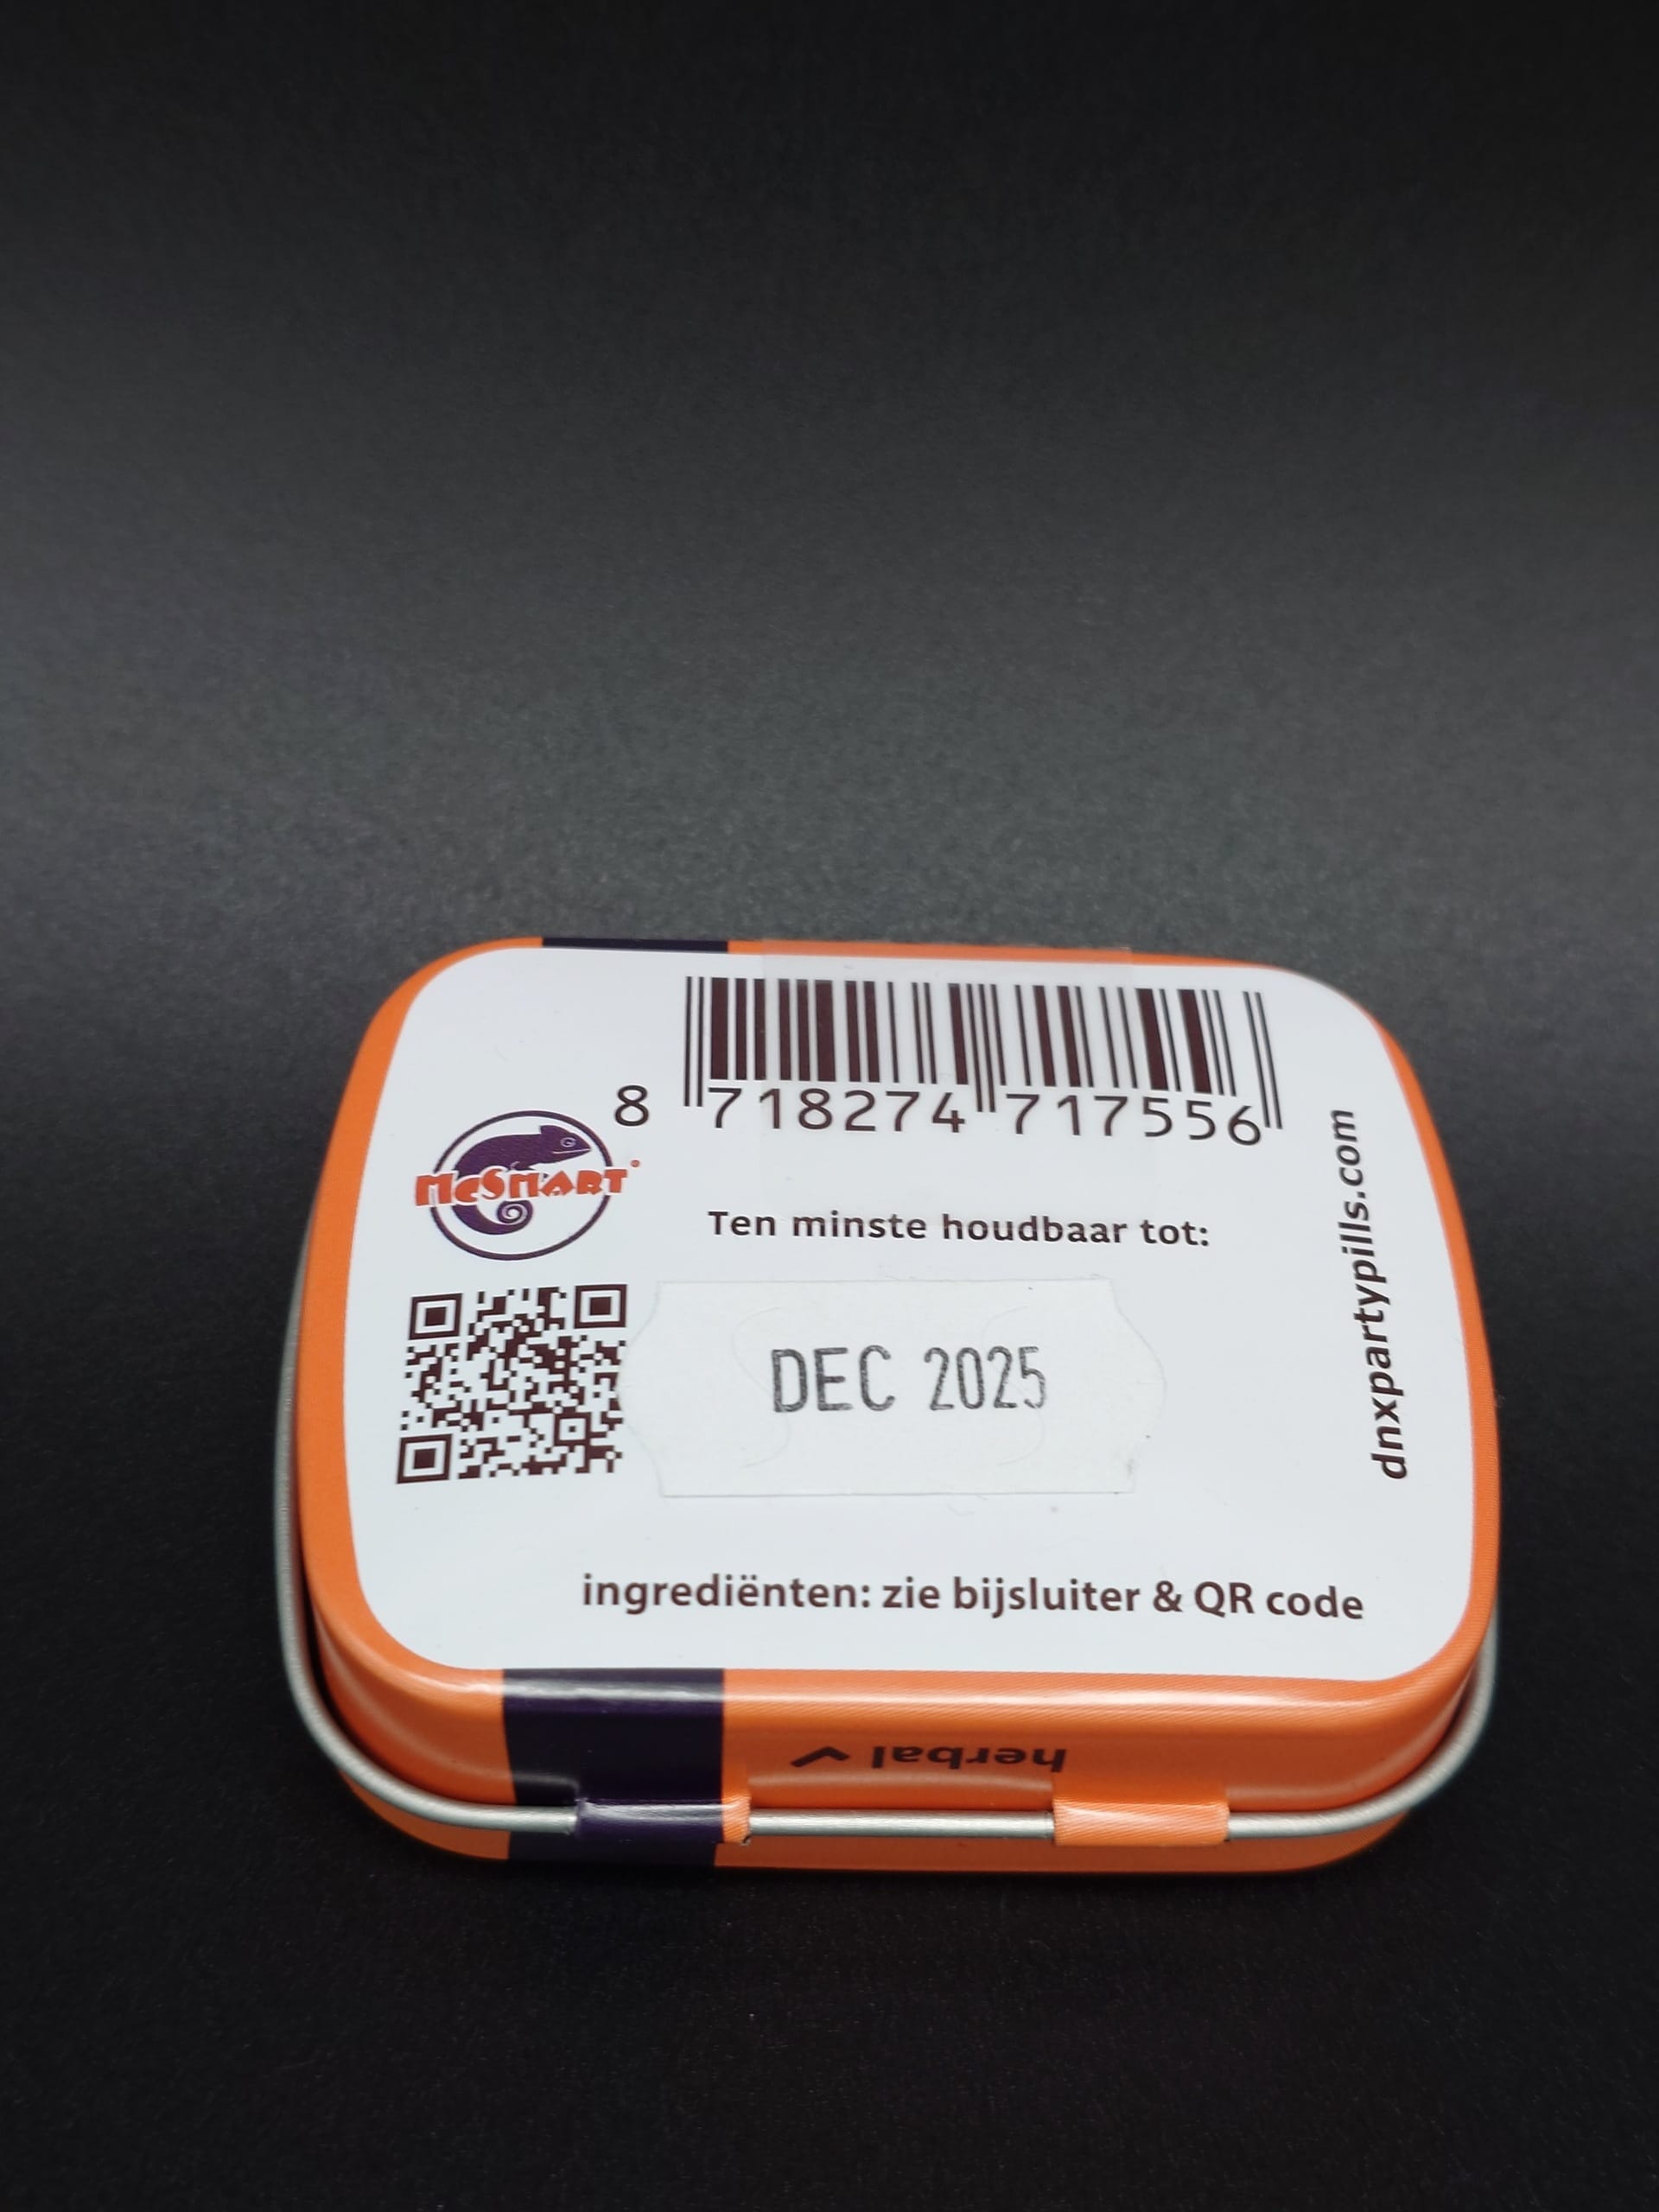 8 718274 717556
McSmart
Ten minste houdbaar tot:
DEC 2025
dnxpartypills.com
ingrediënten: zie bijsluiter & QR code
herbal